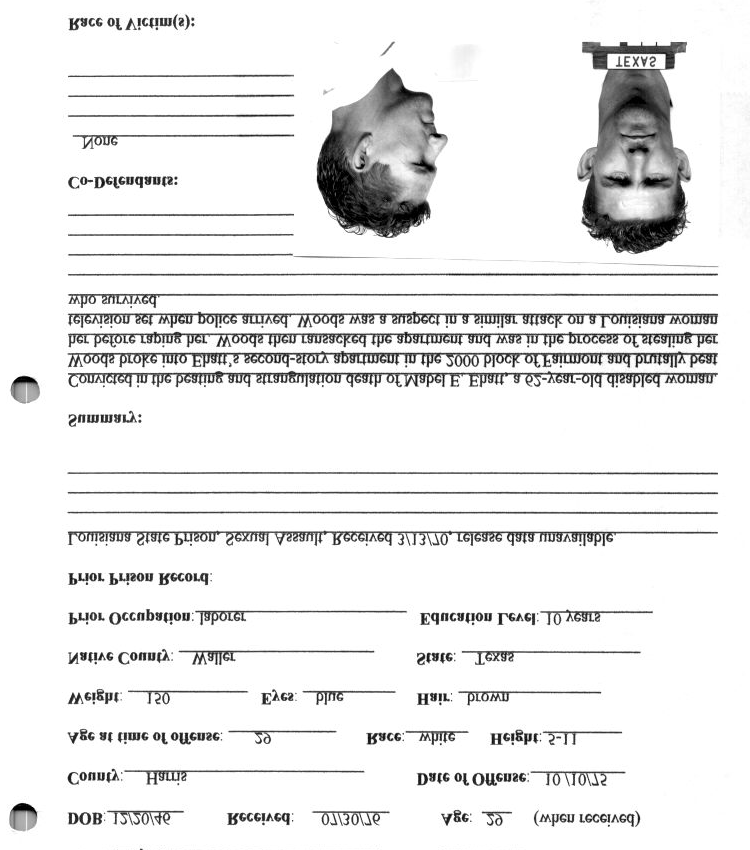 DOB: 12/20/46 Received: 07/30/76 Age: 29 (when received)
County: Harris Date of Offense: 10 /10/75
Age at time of offense: 29 Race: white Height: 5-11
Weight: 150 Eyes: blue Hair: brown
Native County: Waller State: Texas
Prior Occupation: laborer Education Level: 10 years
Prior Prison Record:
Louisiana State Prison, Sexual Assault, Received 3/13/70, release data unavailable.
Summary:
Convicted in the beating and strangulation death of Mabel E. Ehatt, a 62-year-old disabled woman.
Woods broke into Ehatt's second-story apartment in the 2000 block of Fairmont and brutally beat
her before raping her. Woods then ransacked the apartment and was in the process of stealing her
television set when police arrived. Woods was a suspect in a similar attack on a Louisiana woman
who survived.
Co-Defendants:
None
TEXAS
Race of Victim(s):